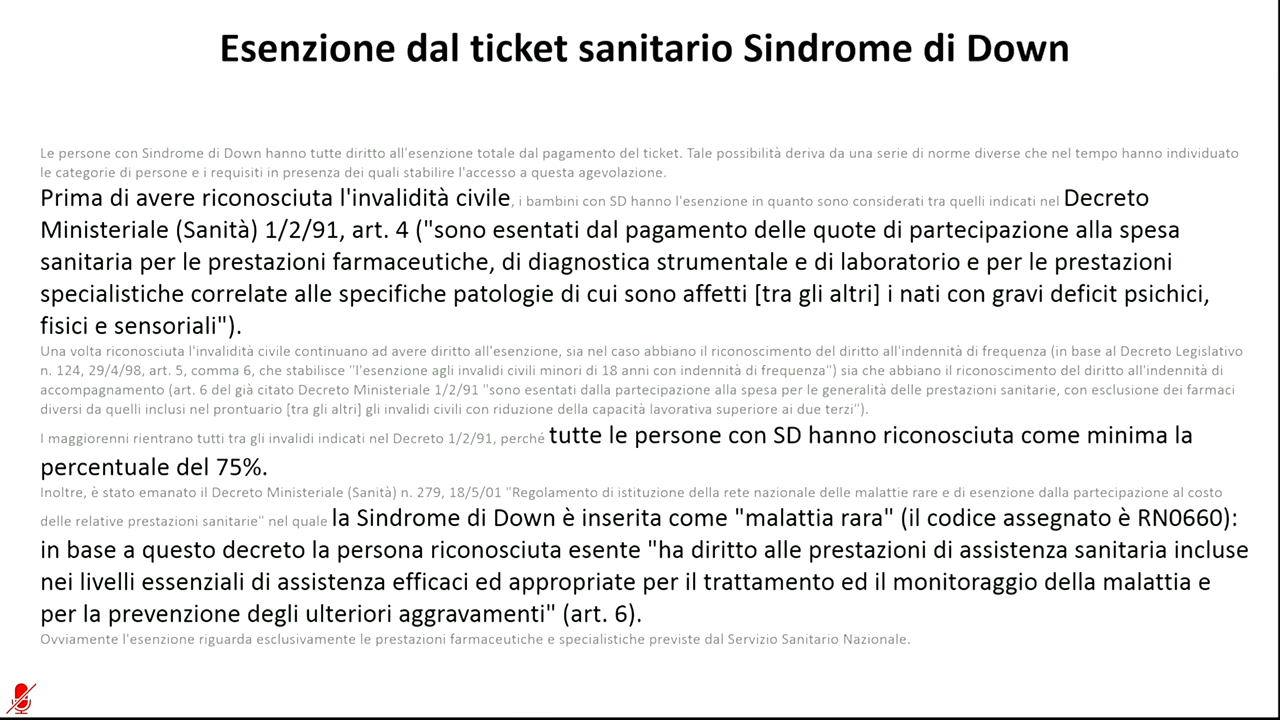 Esenzione dal ticket sanitario Sindrome di Down
Le persone con Sindrome di Down hanno tutte diritto all'esenzione totale dal pagamento del ticket. Tale possibilità deriva da una serie di norme diverse che nel tempo hanno individuato
le categorie di persone e i requisiti in presenza dei quali stabilire l'accesso a questa agevolazione.
Prima di avere riconosciuta l'invalidità civile, i bambini con SD hanno l'esenzione in quanto sono considerati tra quelli indicati nel Decreto
Ministeriale (Sanità) 1/2/91, art. 4 ("sono esentati dal pagamento delle quote di partecipazione alla spesa
sanitaria per le prestazioni farmaceutiche, di diagnostica strumentale e di laboratorio e per le prestazioni
specialistiche correlate alle specifiche patologie di cui sono affetti [tra gli altri] i nati con gravi deficit psichici,
fisici e sensoriali").
Una volta riconosciuta l'invalidità civile continuano ad avere diritto all'esenzione, sia nel caso abbiano il riconoscimento del diritto all'indennità di frequenza (in base al Decreto Legislativo
n. 124, 29/4/98, art. 5, comma 6, che stabilisce "l'esenzione agli invalidi civili minori di 18 anni con indennità di frequenza") sia che abbiano il riconoscimento del diritto all'indennità di
accompagnamento (art. 6 del già citato Decreto Ministeriale 1/2/91 "sono esentati dalla partecipazione alla spesa per le generalità delle prestazioni sanitarie, con esclusione dei farmaci
diversi da quelli inclusi nel prontuario [tra gli altri] gli invalidi civili con riduzione della capacità lavorativa superiore ai due terzi").
I maggiorenni rientrano tutti tra gli invalidi indicati nel Decreto 1/2/91, perché tutte le persone con SD hanno riconosciuta come minima la
percentuale del 75%.
Inoltre, è stato emanato il Decreto Ministeriale (Sanità) n. 279, 18/5/01 "Regolamento di istituzione della rete nazionale delle malattie rare e di esenzione dalla partecipazione al costo
delle relative prestazioni sanitarie" nel quale la Sindrome di Down è inserita come "malattia rara" (il codice assegnato è RN0660):
in base a questo decreto la persona riconosciuta esente "ha diritto alle prestazioni di assistenza sanitaria incluse
nei livelli essenziali di assistenza efficaci ed appropriate per il trattamento ed il monitoraggio della malattia e
per la prevenzione degli ulteriori aggravamenti" (art. 6).
Ovviamente l'esenzione riguarda esclusivamente le prestazioni farmaceutiche e specialistiche previste dal Servizio Sanitario Nazionale.